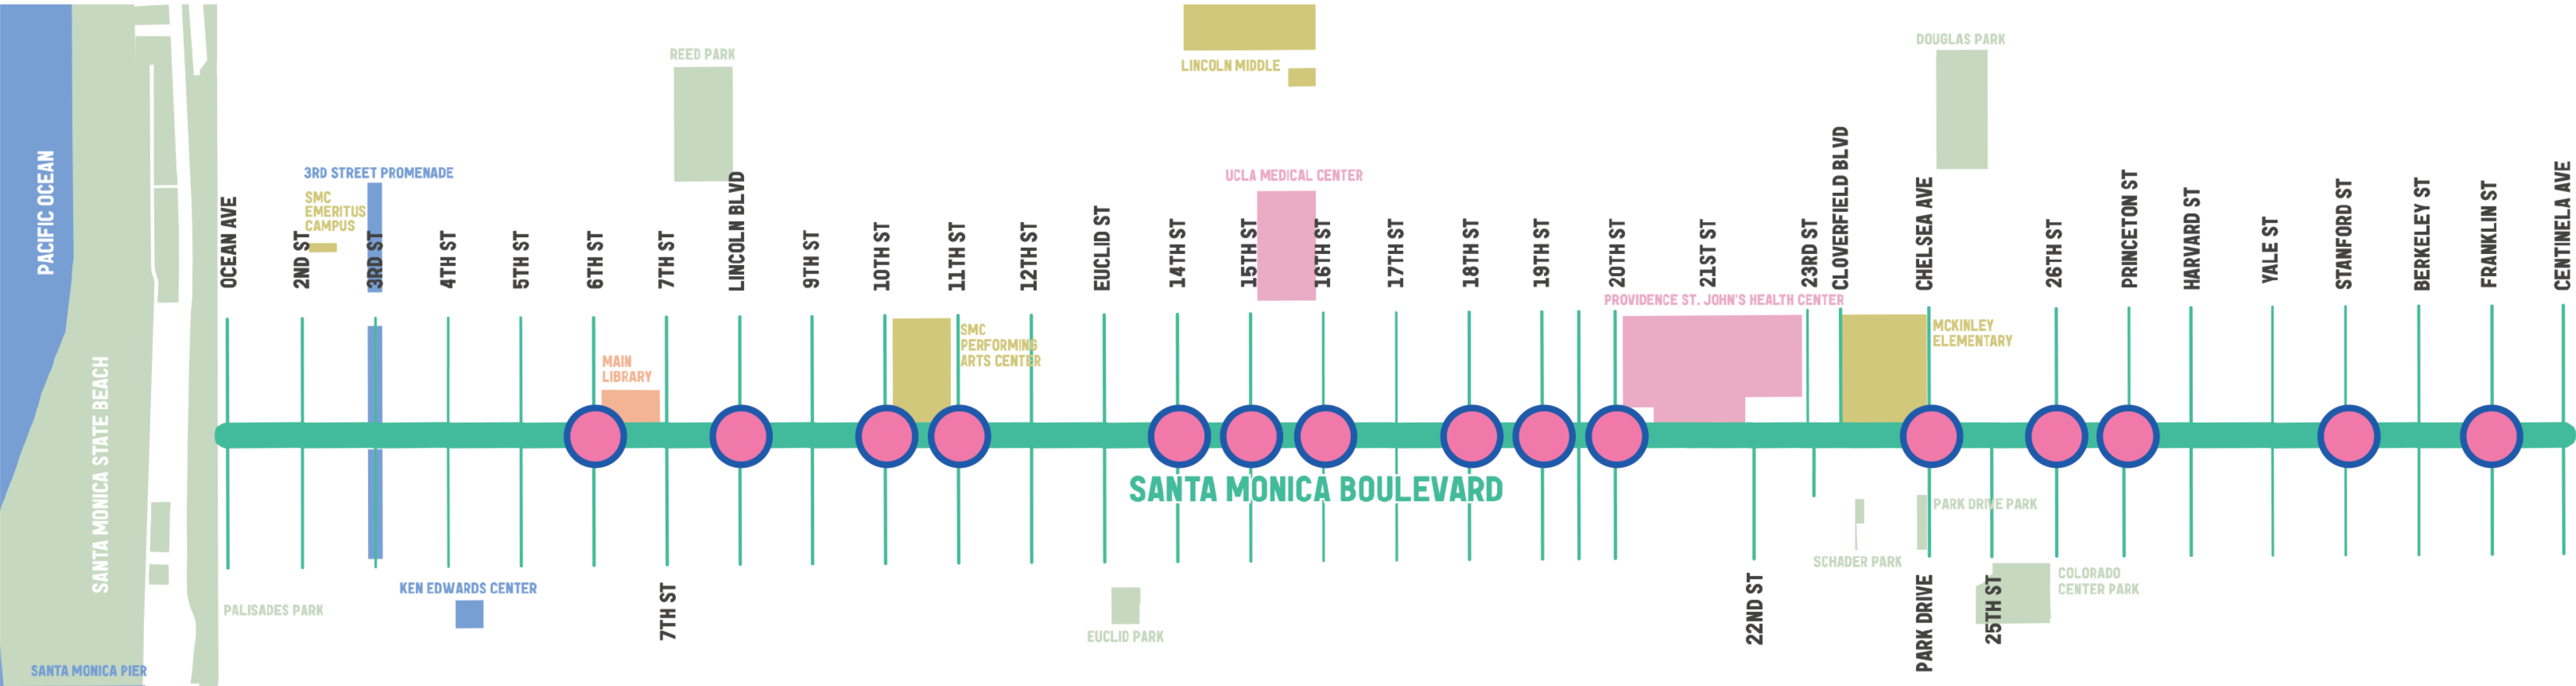 PACIFIC OCEAN
SANTA MONICA STATE BEACH
SANTA MONICA PIER
PALISADES PARK
OCEAN AVE
2ND ST
SMC
EMERITUS
CAMPUS
3RD STREET PROMENADE
3RD ST
4TH ST
KEN EDWARDS CENTER
5TH ST
6TH ST
MAIN
LIBRARY
7TH ST
7TH ST
REED PARK
LINCOLN BLVD
9TH ST
10TH ST
11TH ST
SMC
PERFORMING
ARTS CENTER
12TH ST
EUCLID ST
EUCLID PARK
14TH ST
LINCOLN MIDDLE
15TH ST
UCLA MEDICAL CENTER
16TH ST
SANTA MONICA BOULEVARD
17TH ST
18TH ST
19TH ST
20TH ST
21ST ST
PROVIDENCE ST. JOHN'S HEALTH CENTER
22ND ST
23RD ST
CLOVERFIELD BLVD
SCHADER PARK
CHELSEA AVE
MCKINLEY
ELEMENTARY
DOUGLAS PARK
PARK DRIVE PARK
PARK DRIVE
25TH ST
COLORADO
CENTER PARK
26TH ST
PRINCETON ST
HARVARD ST
YALE ST
STANFORD ST
BERKELEY ST
FRANKLIN ST
CENTINELA AVE